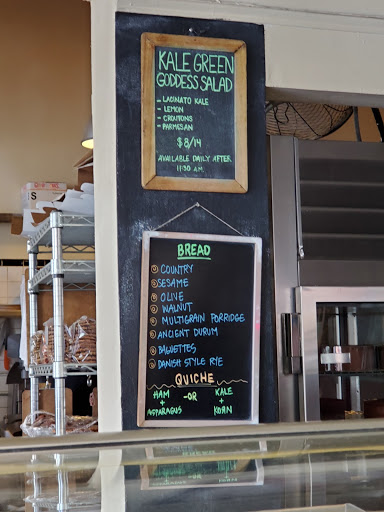 KALE GREEN
GODDESS SALAD
- LACINATO KALE
- LEMON
- CROUTONS
- PARMESAN
$8/14
AVAILABLE DAILY AFTER
11:30 AM
BREAD
COUNTRY
SESAME
OLIVE
WALNUT
MULTIGRAIN PORRIDGE
ANCIENT DURUM
BAGUETTES
DANISH STYLE RYE
QUICHE
HAM -OR KALE
+ +
ASPARAGUS KORN